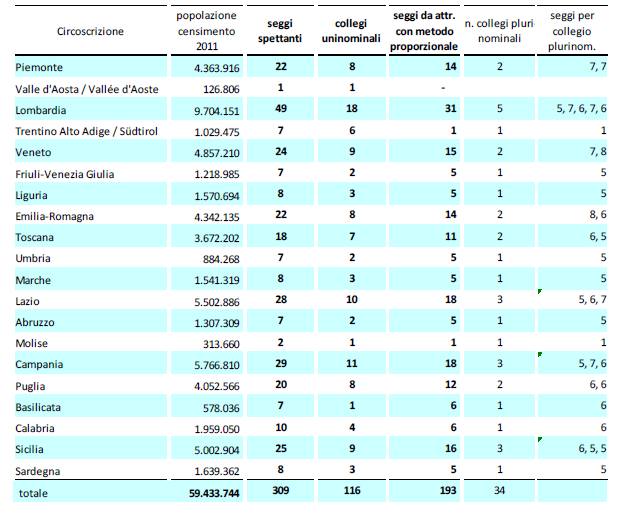 Circoscrizione popolazione censimento 2011 seggi spettanti collegi uninominali seggi da attr. con metodo proporzionale n. collegi pluri-nominali seggi per collegio plurinom.
Piemonte 4.363.916 22 8 14 2 7, 7
Valle d'Aosta / Vallée d'Aoste 126.806 1 1 -
Lombardia 9.704.151 49 18 31 5 5, 7, 6, 7, 6
Trentino Alto Adige / Südtirol 1.029.475 7 6 1 1 1
Veneto 4.857.210 24 9 15 2 7, 8
Friuli-Venezia Giulia 1.218.985 7 2 5 1 5
Liguria 1.570.694 8 3 5 1 5
Emilia-Romagna 4.342.135 22 8 14 2 8, 6
Toscana 3.672.202 18 7 11 2 6, 5
Umbria 884.268 7 2 5 1 5
Marche 1.541.319 8 3 5 1 5
Lazio 5.502.886 28 10 18 3 5, 6, 7
Abruzzo 1.307.309 7 2 5 1 5
Molise 313.660 2 1 1 1 1
Campania 5.766.810 29 11 18 3 5, 7, 6
Puglia 4.052.566 20 8 12 2 6, 6
Basilicata 578.036 7 1 6 1 6
Calabria 1.959.050 10 4 6 1 6
Sicilia 5.002.904 25 9 16 3 6, 5, 5
Sardegna 1.639.362 8 3 5 1 5
totale 59.433.744 309 116 193 34